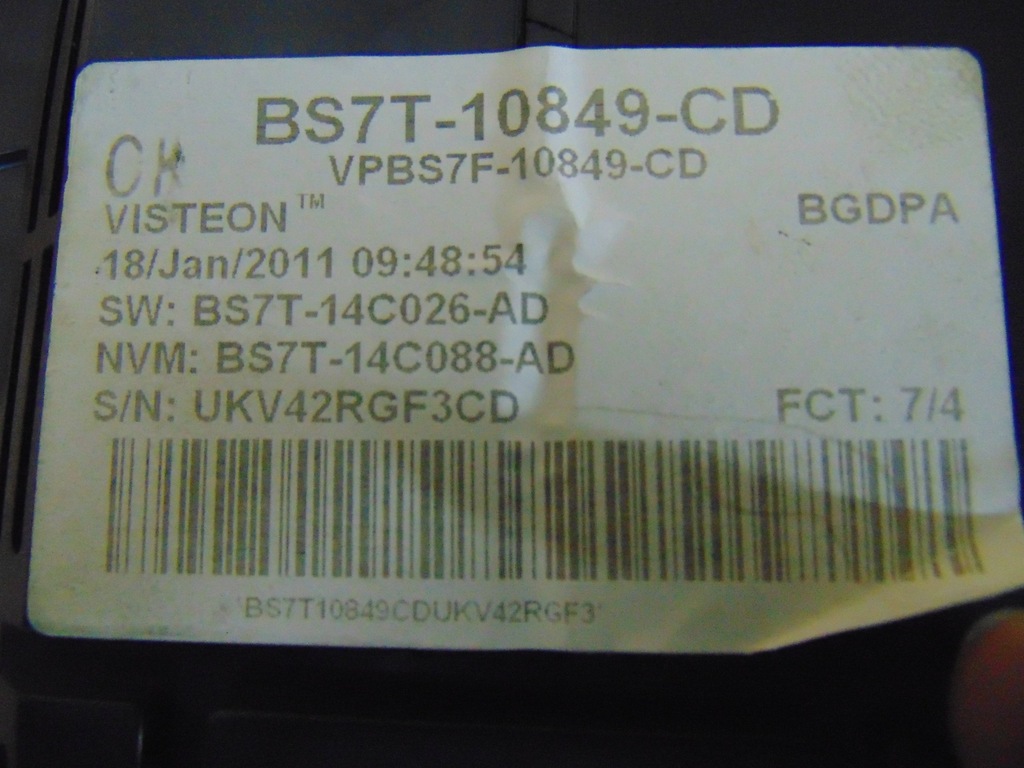 BS7T-10849-CD
VPBS7F-10849-CD
VISTEON™
BGDPA
18/Jan/2011 09:48:54
SW: BS7T-14C026-AD
NVM: BS7T-14C088-AD
S/N: UKV42RGF3CD
FCT: 7/4
'BS7T10849CDUKV42RGF3'